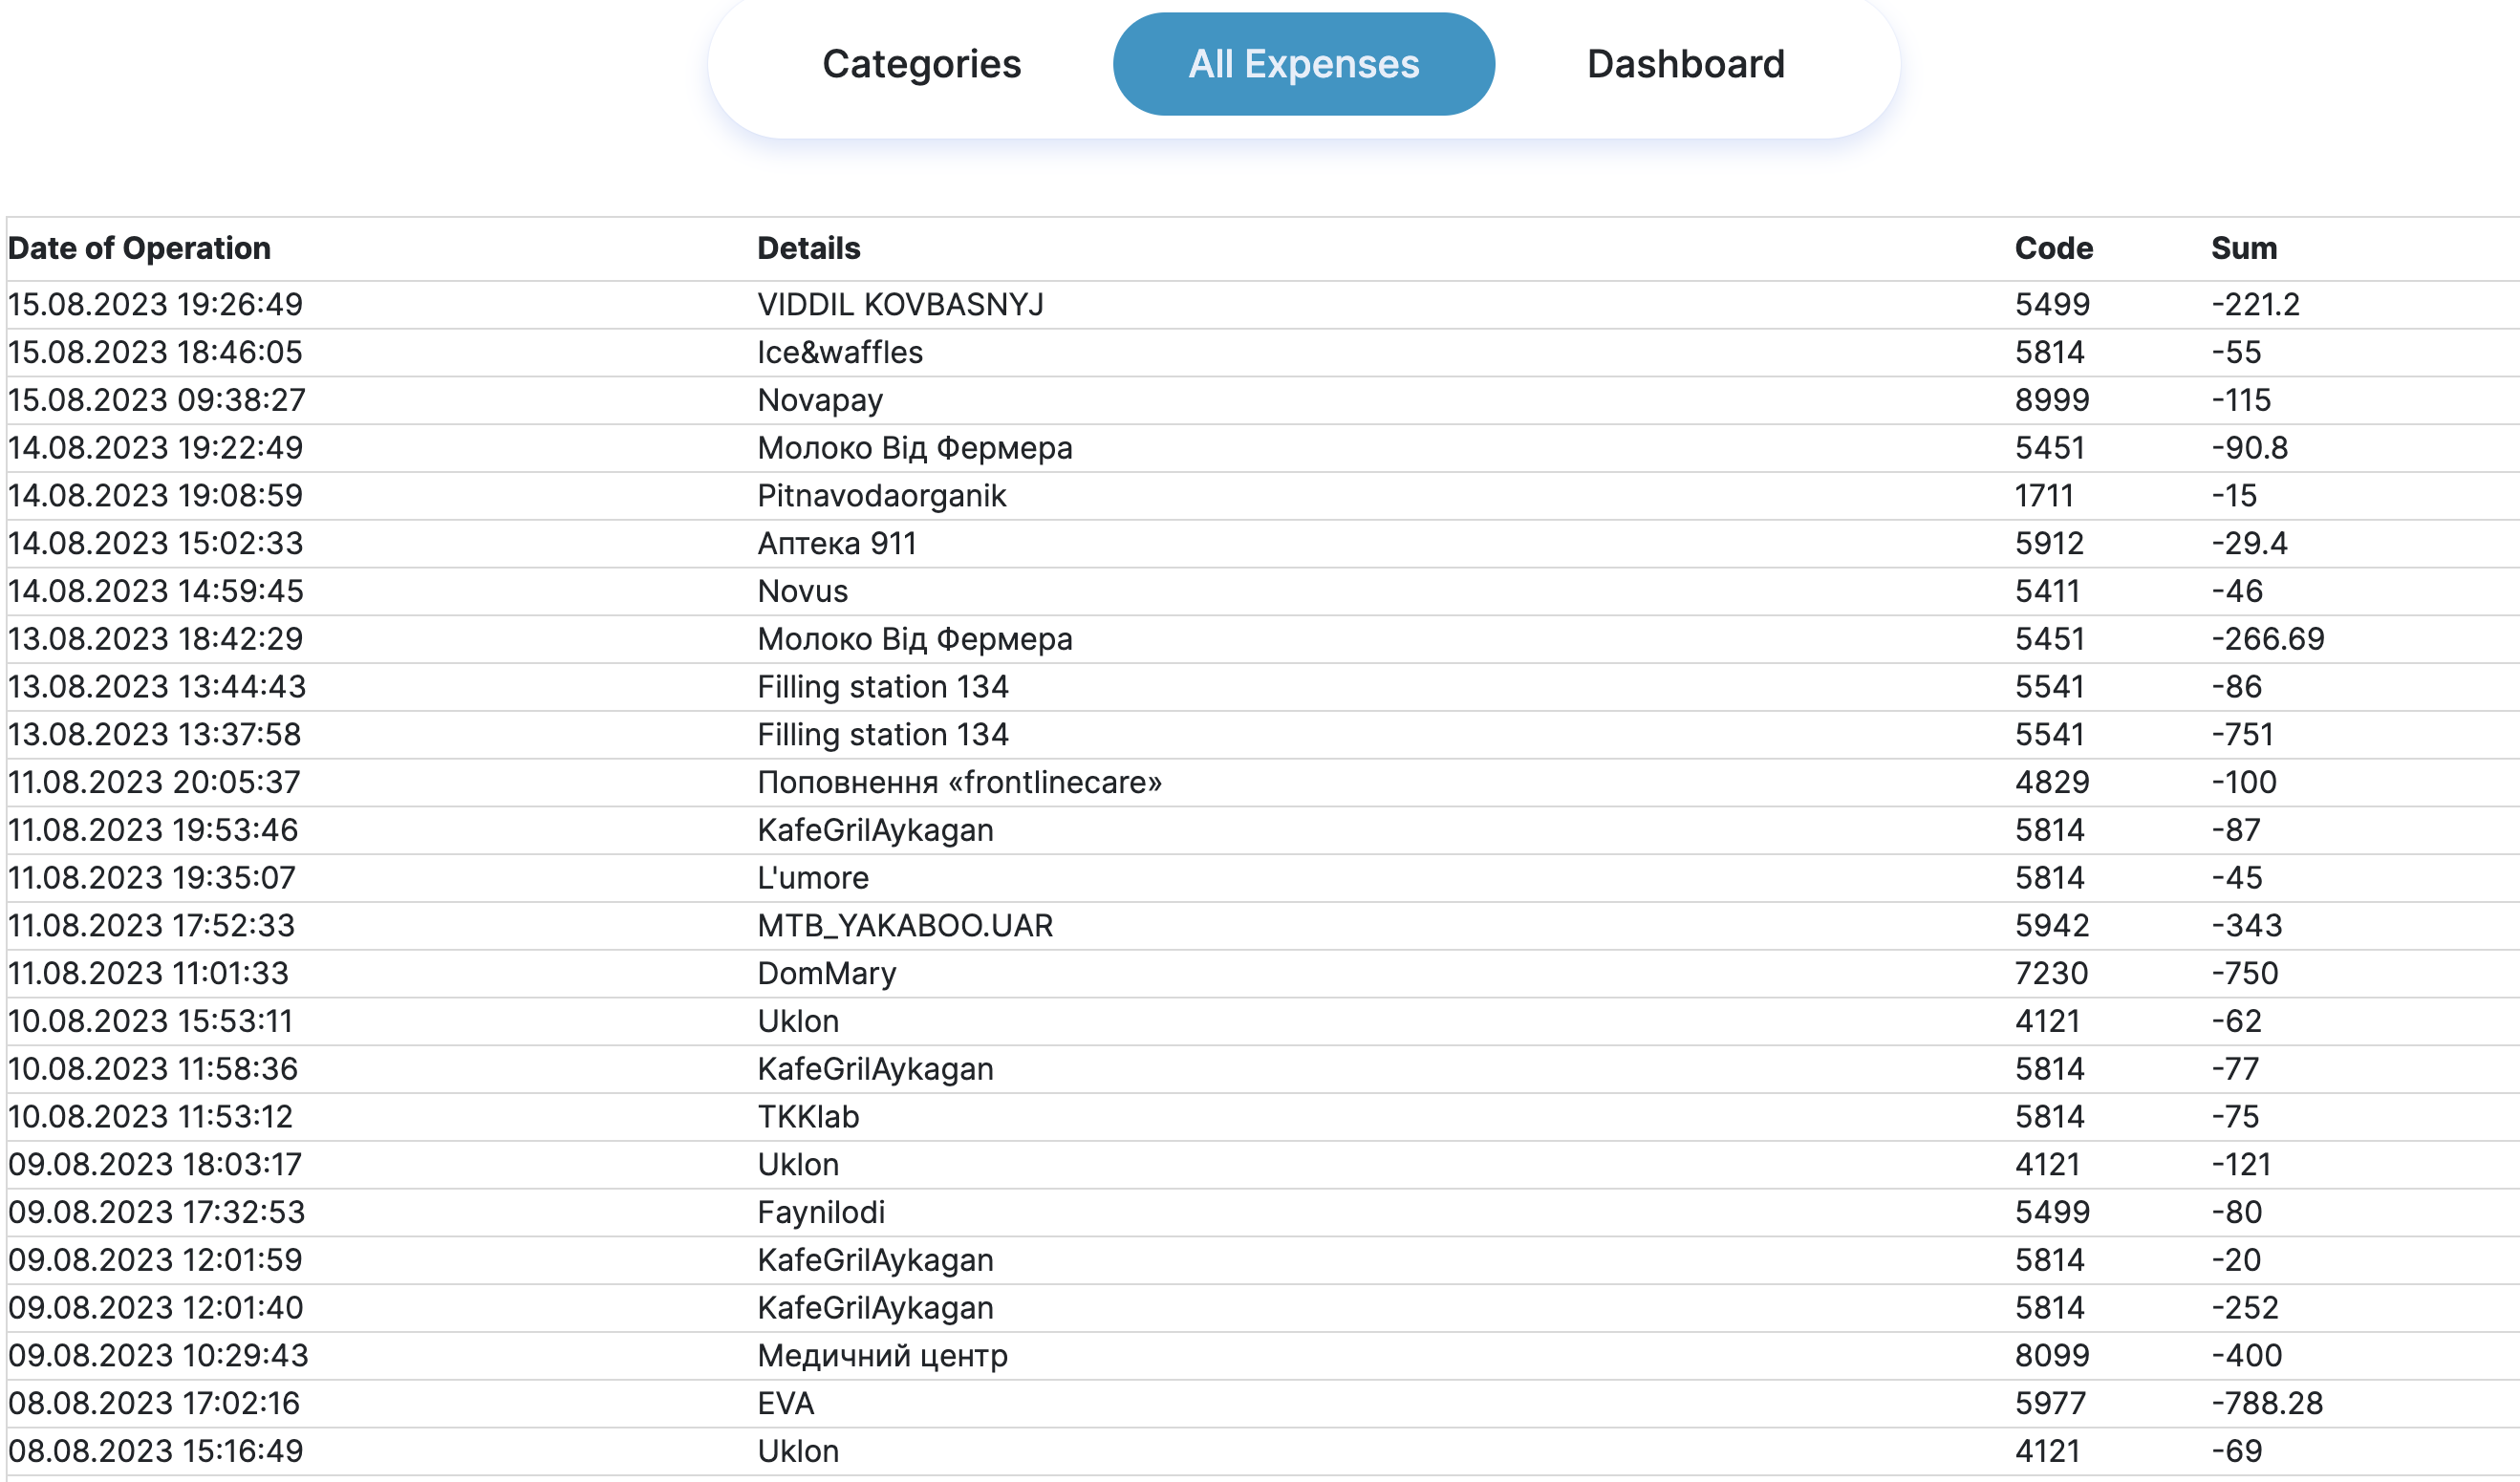 Categories All Expenses Dashboard
Date of Operation Details Code Sum
15.08.2023 19:26:49 VIDDIL KOVBASNYJ 5499 -221.2
15.08.2023 18:46:05 Ice&waffles 5814 -55
15.08.2023 09:38:27 Novapay 8999 -115
14.08.2023 19:22:49 Молоко Від Фермера 5451 -90.8
14.08.2023 19:08:59 Pitnavodaorganik 1711 -15
14.08.2023 15:02:33 Аптека 911 5912 -29.4
14.08.2023 14:59:45 Novus 5411 -46
13.08.2023 18:42:29 Молоко Від Фермера 5451 -266.69
13.08.2023 13:44:43 Filling station 134 5541 -86
13.08.2023 13:37:58 Filling station 134 5541 -751
11.08.2023 20:05:37 Поповнення «frontlinecare» 4829 -100
11.08.2023 19:53:46 KafeGrilAykagan 5814 -87
11.08.2023 19:35:07 L'umore 5814 -45
11.08.2023 17:52:33 MTB_YAKABOO.UAR 5942 -343
11.08.2023 11:01:33 DomMary 7230 -750
10.08.2023 15:53:11 Uklon 4121 -62
10.08.2023 11:58:36 KafeGrilAykagan 5814 -77
10.08.2023 11:53:12 TKKlab 5814 -75
09.08.2023 18:03:17 Uklon 4121 -121
09.08.2023 17:32:53 Faynilodi 5499 -80
09.08.2023 12:01:59 KafeGrilAykagan 5814 -20
09.08.2023 12:01:40 KafeGrilAykagan 5814 -252
09.08.2023 10:29:43 Медичний центр 8099 -400
08.08.2023 17:02:16 EVA 5977 -788.28
08.08.2023 15:16:49 Uklon 4121 -69